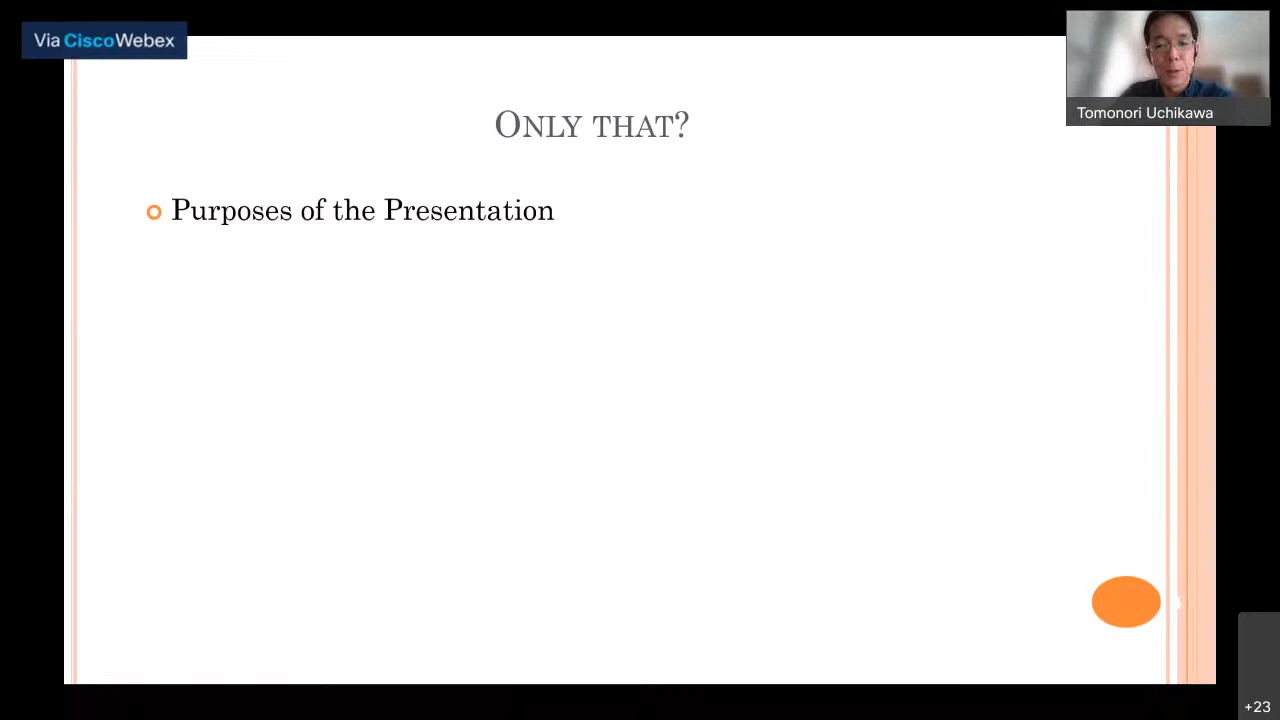 Via CiscoWebex
Tomonori Uchikawa
ONLY THAT?
Purposes of the Presentation
+23